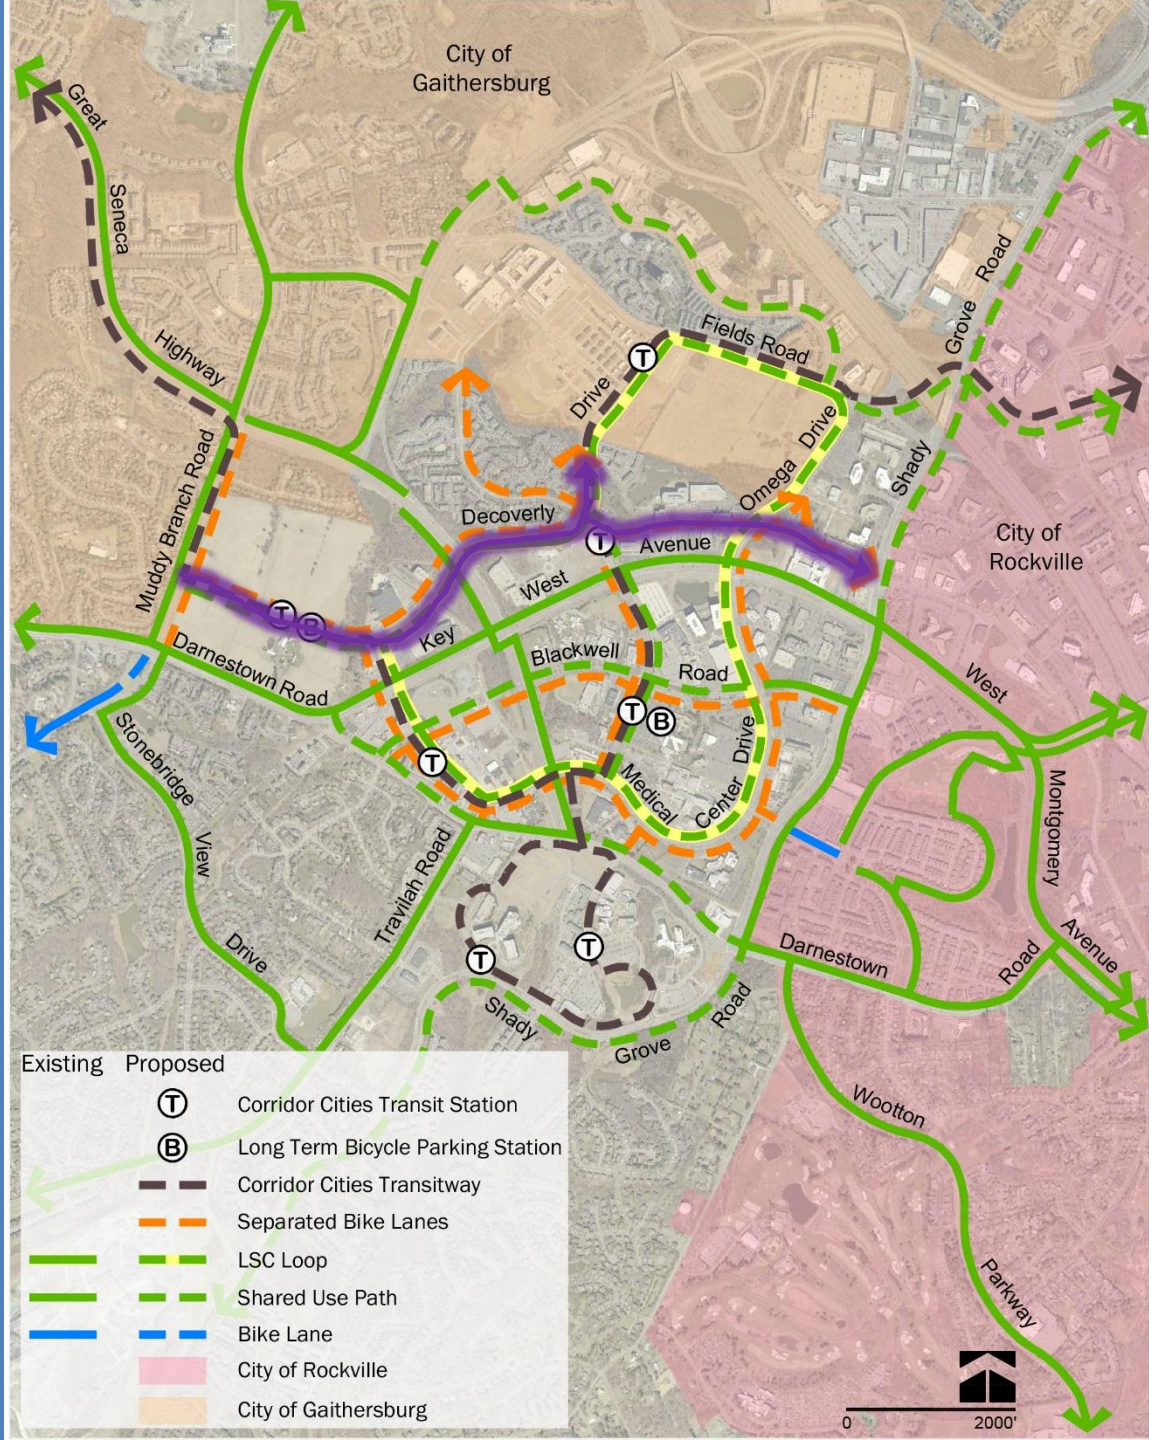 City of
Gaithersburg
Great
Seneca
Highway
Fields Road
Grove Road
Drive
Omega Drive
Shady
Muddy Branch Road
Decoverly
City of
Rockville
T
T
Avenue
West
T B
Key
Blackwell
Road
Darnestown Road
West
T B
T
Stonebridge
View
Drive
Medical
Center Drive
Montgomery
Avenue
Travilah Road
T
T
Darnestown
Road
Shady
Grove
Road
Wootton
Parkway
Existing Proposed
T Corridor Cities Transit Station
B Long Term Bicycle Parking Station
Corridor Cities Transitway
Separated Bike Lanes
LSC Loop
Shared Use Path
Bike Lane
City of Rockville
City of Gaithersburg
0 2000'